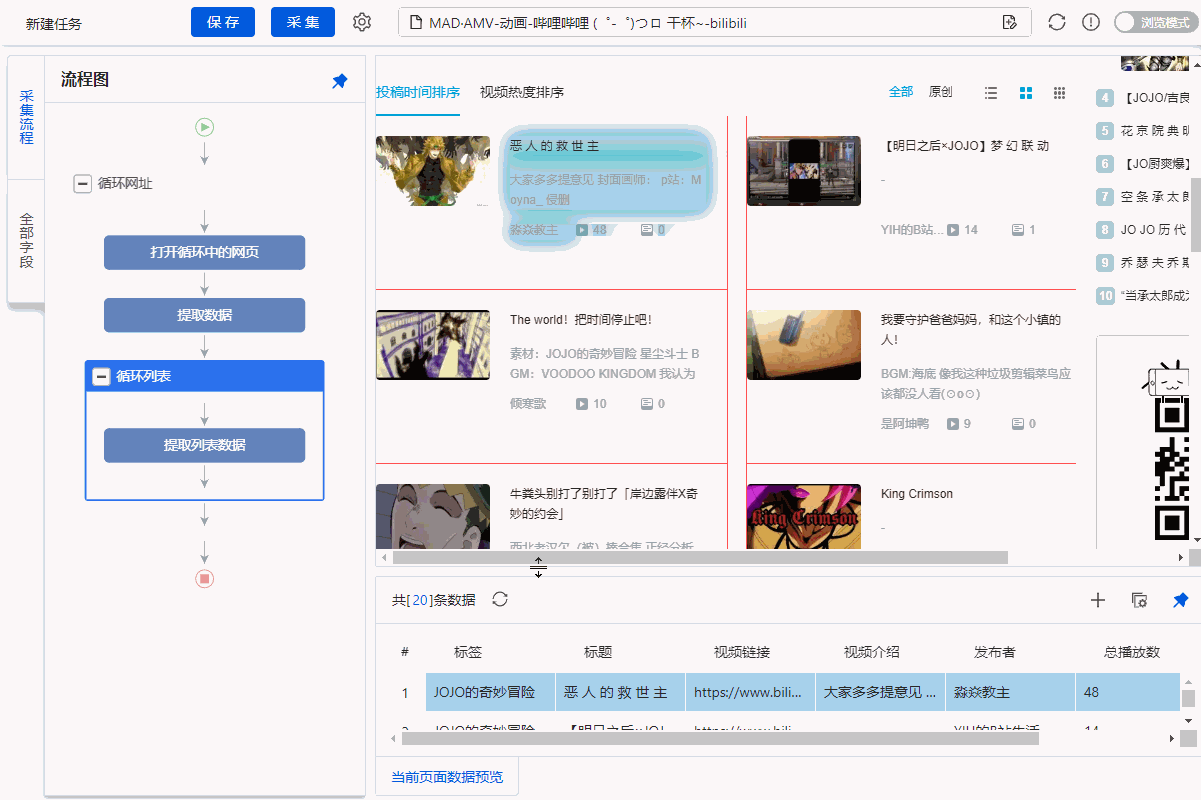 新建任务
保存
采集
MAD·AMV-动画-哔哩哔哩 (゜-゜)つロ 干杯~-bilibili
浏览模式
采集流程
全部字段
流程图
循环网址
打开循环中的网页
提取数据
循环列表
提取列表数据
投稿时间排序
视频热度排序
全部
原创
恶 人 的 救 世 主
大家多多提意见 封面画师： p站：M
oyna_ 侵删
淼焱教主
48
0
【明日之后×JOJO】梦 幻 联 动
-
YIH的B站...
14
1
The world！把时间停止吧！
素材：JOJO的奇妙冒险 星尘斗士 B
GM：VOODOO KINGDOM 我认为
倾寒歌
10
0
我要守护爸爸妈妈，和这个小镇的
人！
BGM:海底 像我这种垃圾剪辑菜鸟应
该都没人看(⊙o⊙)
是阿坤鸭
9
0
牛粪头别打了别打了「岸边露伴X奇
妙的约会」
西北老汉欠（被）揍合集 正经分析
King Crimson
King Crimson
-
4
【JOJO/吉良
5
花 京 院 典 明
6
【JO厨爽爆】
7
空 条 承 太 郎
8
JO JO 历 代
9
乔 瑟 夫 乔 斯
10
“当承太郎成
共[20]条数据
#
标签
标题
视频链接
视频介绍
发布者
总播放数
1
JOJO的奇妙冒险
恶 人 的 救 世 主
https://www.bili...
大家多多提意见 ...
淼焱教主
48
2
JOJO的奇妙冒险
【明日之后×JOJ
https://www.bili
YIH的B站生活
14
当前页面数据预览